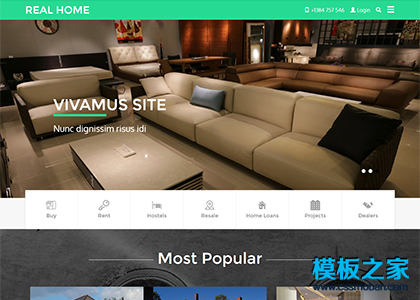 REAL HOME
+1384 757 546 Login
VIVAMUS SITE
Nunc dignissim risus idi
Buy
Rent
Hostels
Resale
Home Loans
Projects
Dealers
Most Popular
模板之家
www.cssmoban.com